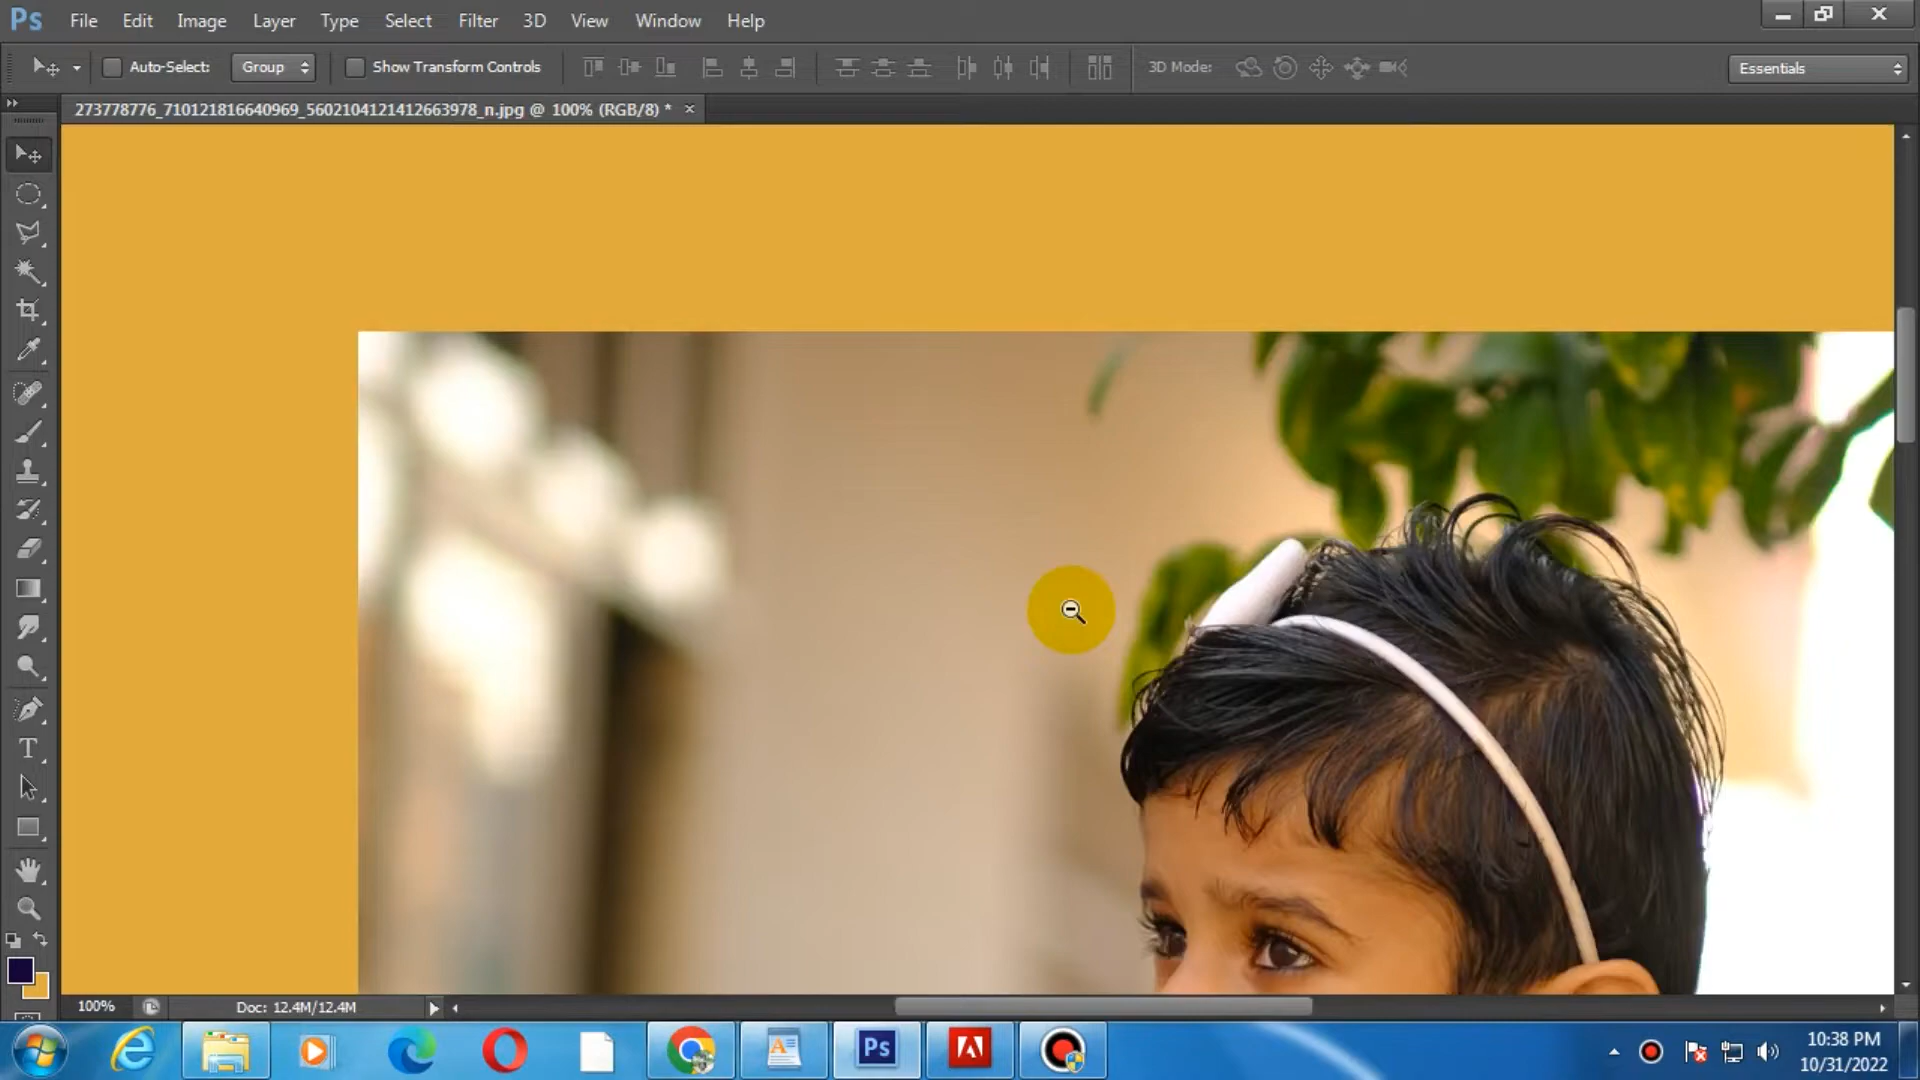 Ps File Edit Image Layer Type Select Filter 3D View Window Help
Auto-Select: Group Show Transform Controls 3D Mode: Essentials
273778776_710121816640969_5602104121412663978_n.jpg @ 100% (RGB/8) * ×
T
100% Doc: 12.4M/12.4M
Ps
10:38 PM
10/31/2022